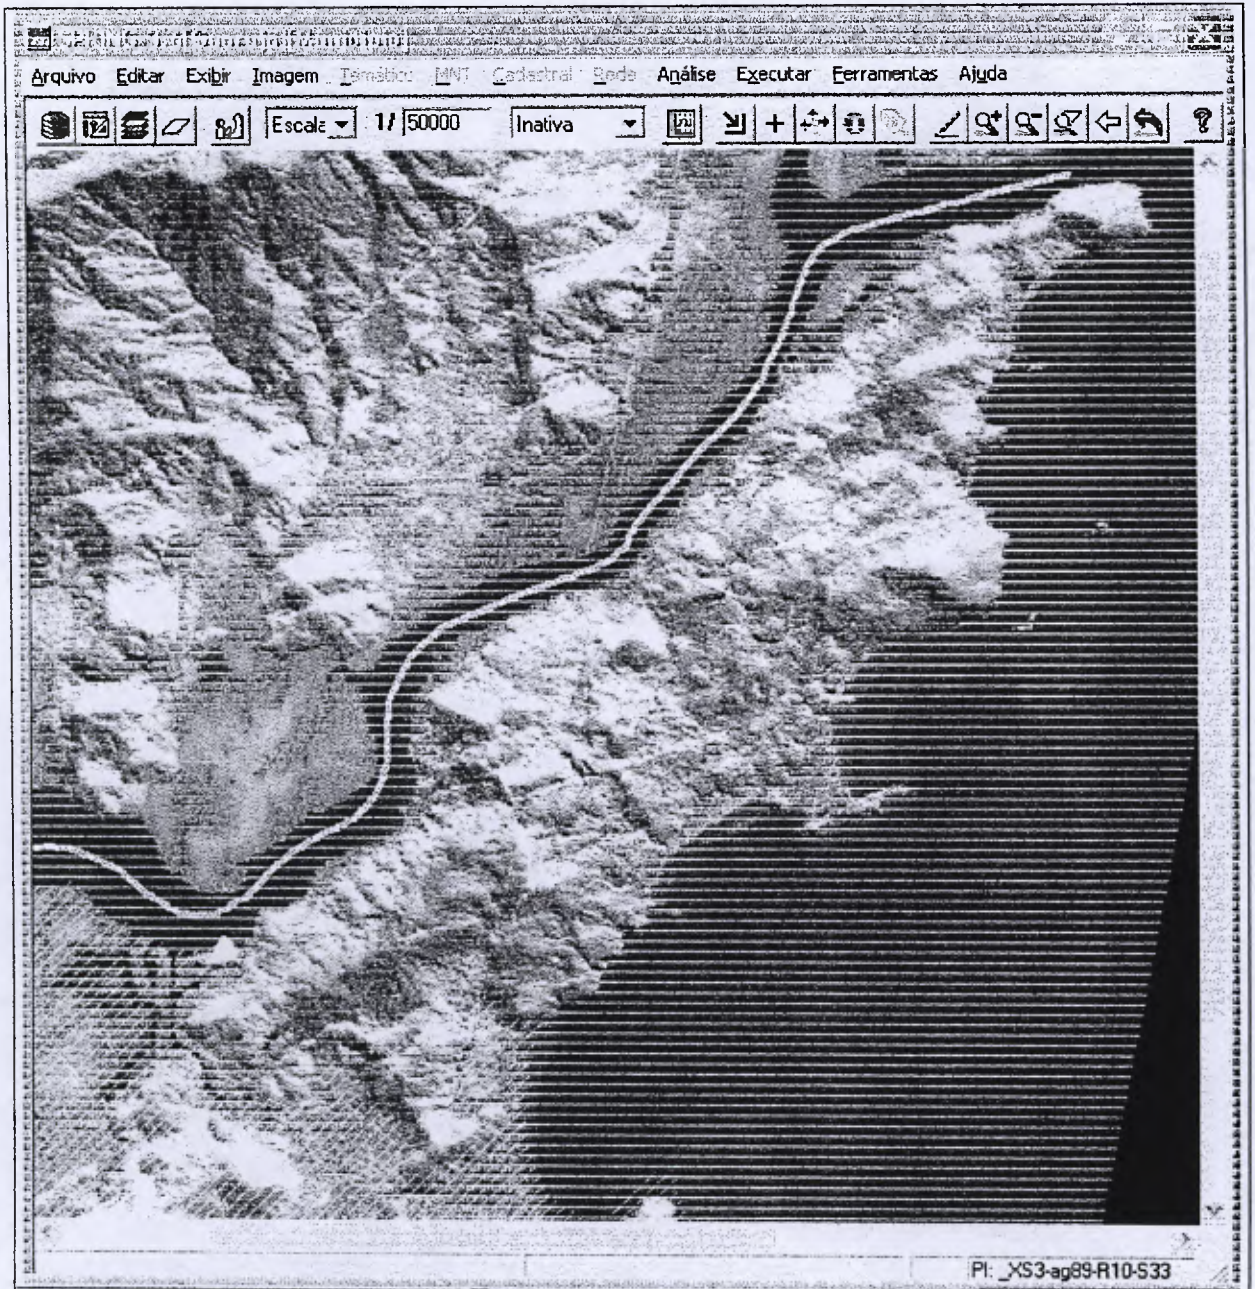 Arquivo Editar Exibir Imagem Temático MNT Cadastral Rede Análise Executar Ferramentas Ajuda
Escala 1/ 50000 Inativa ?
PI: _XS3-ag89-R10-S33